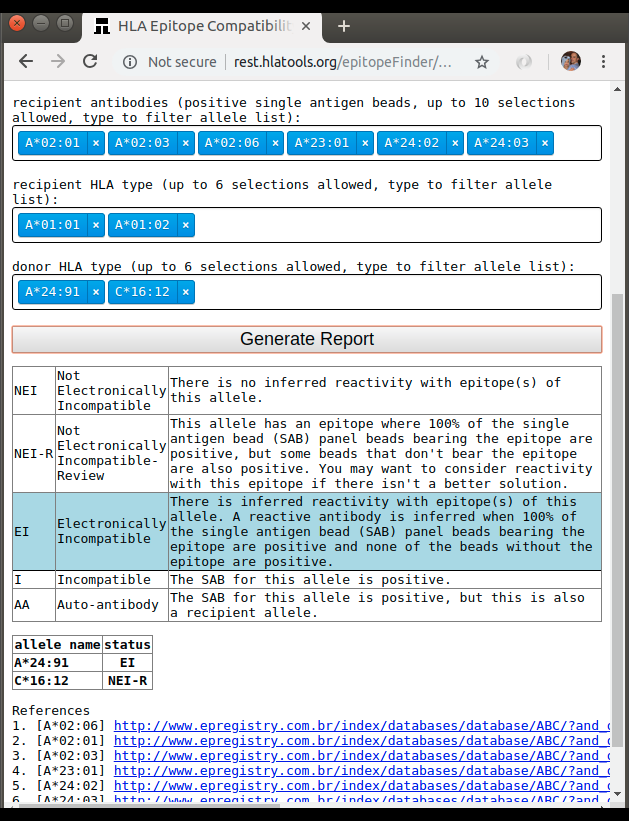 HLA Epitope Compatibilit
Not secure rest.hlatools.org/epitopeFinder/...
recipient antibodies (positive single antigen beads, up to 10 selections
allowed, type to filter allele list):
A*02:01 × A*02:03 × A*02:06 × A*23:01 × A*24:02 × A*24:03 ×
recipient HLA type (up to 6 selections allowed, type to filter allele
list):
A*01:01 × A*01:02 ×
donor HLA type (up to 6 selections allowed, type to filter allele list):
A*24:91 × C*16:12 ×
Generate Report
NEI
Not
Electronically
Incompatible
There is no inferred reactivity with epitope(s) of
this allele.
NEI-R
Not
Electronically
Incompatible-
Review
This allele has an epitope where 100% of the single
antigen bead (SAB) panel beads bearing the epitope are
positive, but some beads that don't bear the epitope
are also positive. You may want to consider reactivity
with this epitope if there isn't a better solution.
EI
Electronically
Incompatible
There is inferred reactivity with epitope(s) of this
allele. A reactive antibody is inferred when 100% of
the single antigen bead (SAB) panel beads bearing the
epitope are positive and none of the beads without the
epitope are positive.
I Incompatible The SAB for this allele is positive.
AA
Auto-antibody
The SAB for this allele is positive, but this is also
a recipient allele.
allele name status
A*24:91 EI
C*16:12 NEI-R
References
1. [A*02:06] http://www.epregistry.com.br/index/databases/database/ABC/?and_
2. [A*02:01] http://www.epregistry.com.br/index/databases/database/ABC/?and_
3. [A*02:03] http://www.epregistry.com.br/index/databases/database/ABC/?and_
4. [A*23:01] http://www.epregistry.com.br/index/databases/database/ABC/?and_
5. [A*24:02] http://www.epregistry.com.br/index/databases/database/ABC/?and_
6. [A*24:03] http://www.epregistry.com.br/index/databases/database/ABC/?and_